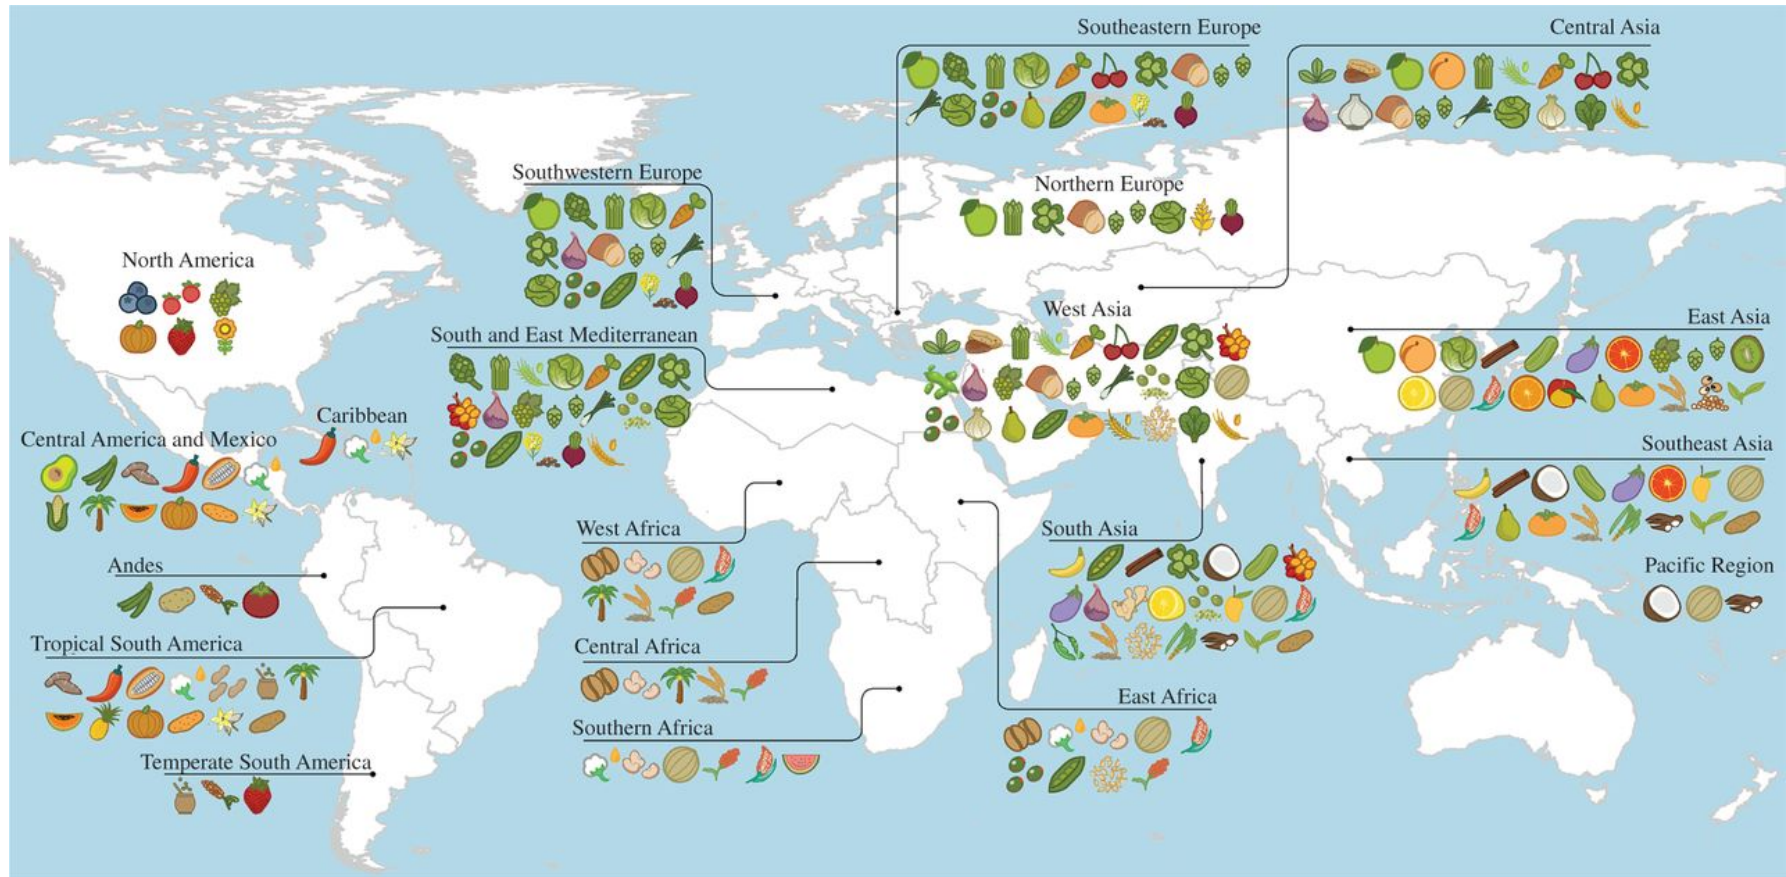 Southeastern Europe
Central Asia
Southwestern Europe
Northern Europe
North America
West Asia
East Asia
South and East Mediterranean
Caribbean
Central America and Mexico
Southeast Asia
West Africa
South Asia
Andes
Pacific Region
Tropical South America
Central Africa
East Africa
Southern Africa
Temperate South America